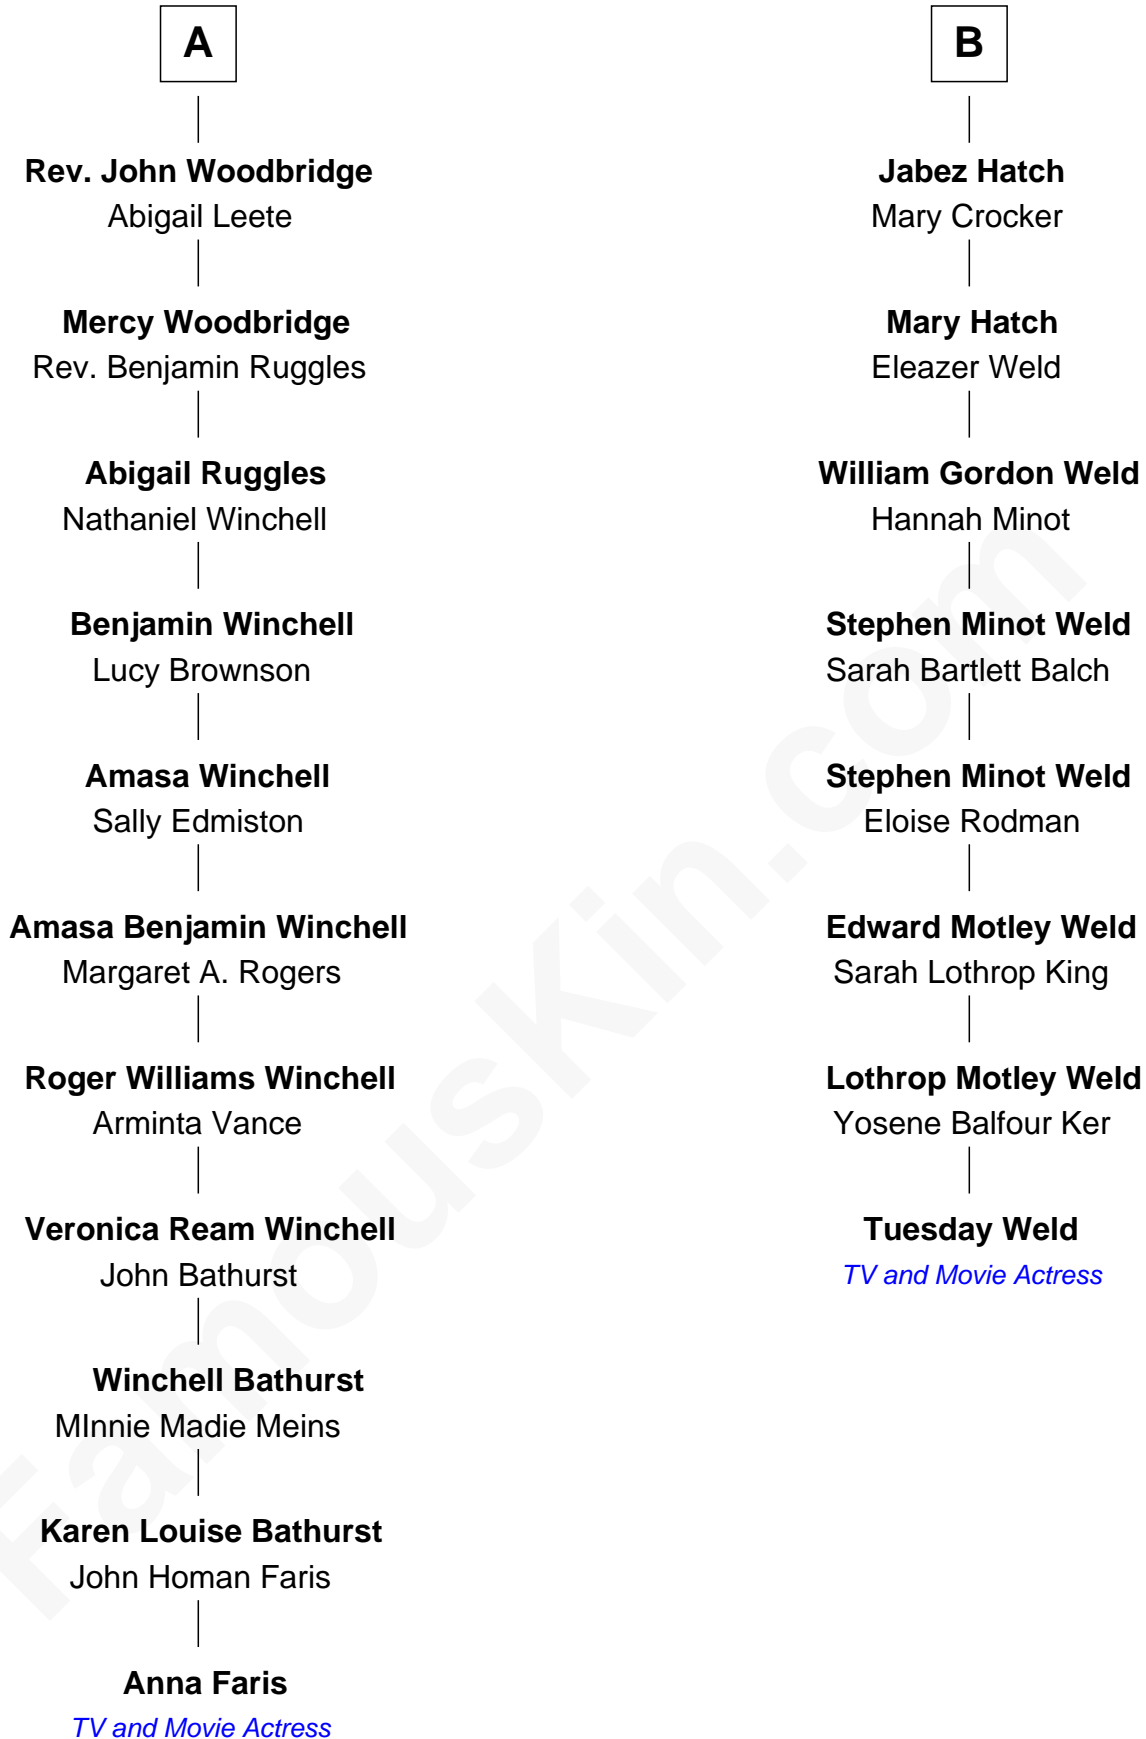 A
Rev. John Woodbridge
Abigail Leete
Mercy Woodbridge
Rev. Benjamin Ruggles
Abigail Ruggles
Nathaniel Winchell
Benjamin Winchell
Lucy Brownson
Amasa Winchell
Sally Edmiston
Amasa Benjamin Winchell
Margaret A. Rogers
Roger Williams Winchell
Arminta Vance
Veronica Ream Winchell
John Bathurst
Winchell Bathurst
MInnie Madie Meins
Karen Louise Bathurst
John Homan Faris
Anna Faris
TV and Movie Actress
B
Jabez Hatch
Mary Crocker
Mary Hatch
Eleazer Weld
William Gordon Weld
Hannah Minot
Stephen Minot Weld
Sarah Bartlett Balch
Stephen Minot Weld
Eloise Rodman
Edward Motley Weld
Sarah Lothrop King
Lothrop Motley Weld
Yosene Balfour Ker
Tuesday Weld
TV and Movie Actress
FamousKin.com